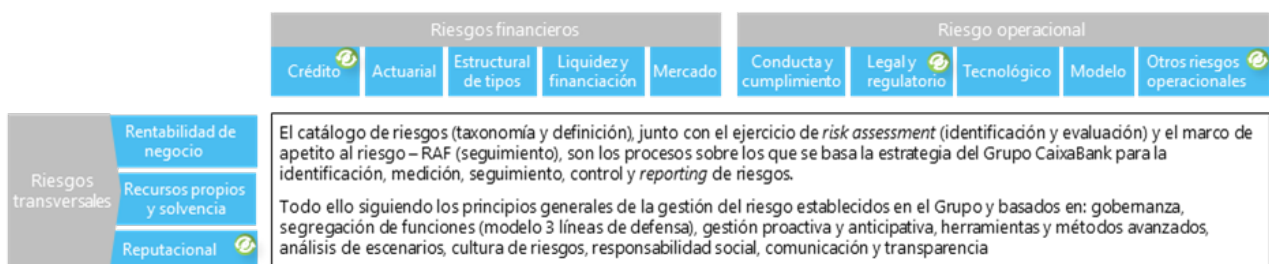 Riesgos financieros
Riesgo operacional
Crédito
Actuarial
Estructural
de tipos
Liquidez y
financiación
Mercado
Conducta y
cumplimiento
Legal y
regulatorio
Tecnológico
Modelo
Otros riesgos
operacionales
Riesgos
transversales
Rentabilidad de
negocio
Recursos propios
y solvencia
Reputacional
El catálogo de riesgos (taxonomía y definición), junto con el ejercicio de risk assessment (identificación y evaluación) y el marco de
apetito al riesgo – RAF (seguimiento), son los procesos sobre los que se basa la estrategia del Grupo CaixaBank para la
identificación, medición, seguimiento, control y reporting de riesgos.
Todo ello siguiendo los principios generales de la gestión del riesgo establecidos en el Grupo y basados en: gobernanza,
segregación de funciones (modelo 3 líneas de defensa), gestión proactiva y anticipativa, herramientas y métodos avanzados,
análisis de escenarios, cultura de riesgos, responsabilidad social, comunicación y transparencia